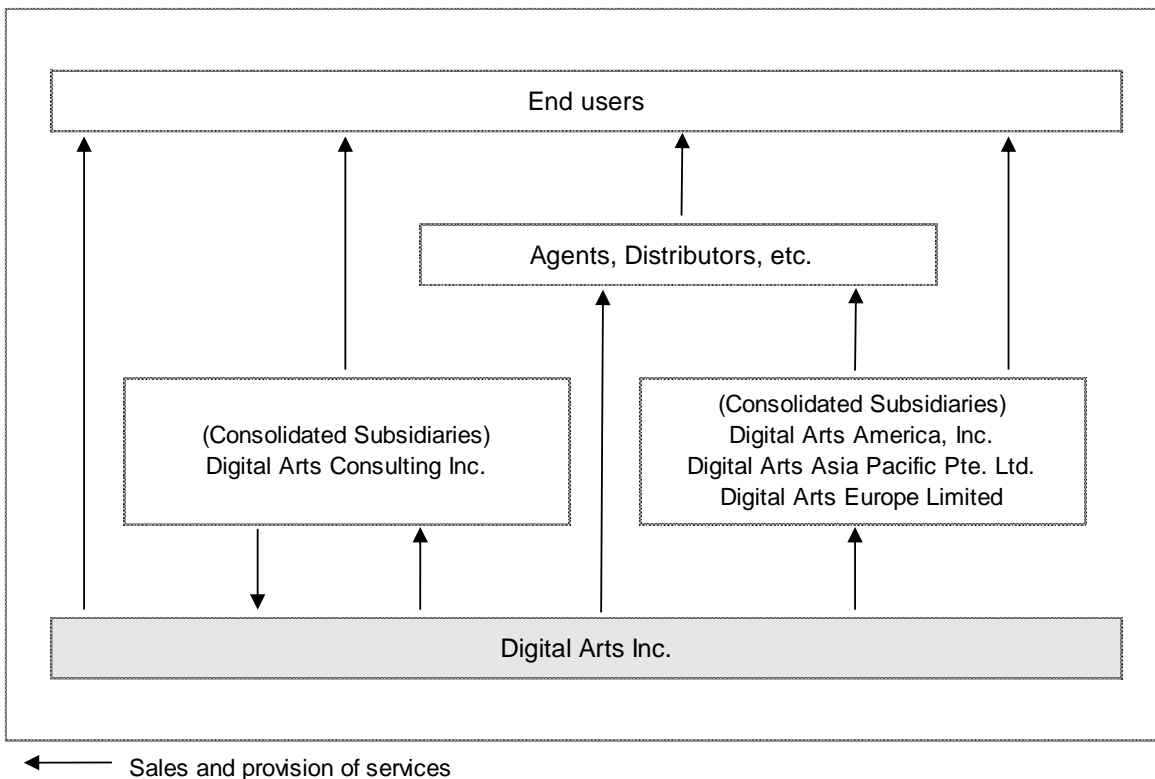 End users
Agents, Distributors, etc.
(Consolidated Subsidiaries)
Digital Arts Consulting Inc.
(Consolidated Subsidiaries)
Digital Arts America, Inc.
Digital Arts Asia Pacific Pte. Ltd.
Digital Arts Europe Limited
Digital Arts Inc.
Sales and provision of services